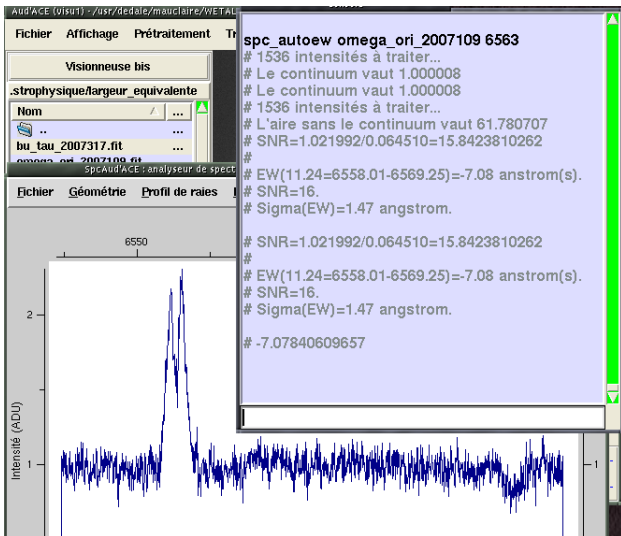 Aud'ACE (visu1) - /usr/dedale/mauclaire/WETAL
Fichier Affichage Prétraitement
Visionneuse bis
.strophysique/largeur_equivalente
Nom ...
.. ...
bu_tau_2007317.fit ...
omega_ori_2007109.fit
SpcAud'ACE : analyseur de spect
Fichier Géométrie Profil de raies
6550
2
1
Intensité (ADU)
1
spc_autoew omega_ori_2007109 6563
# 1536 intensités à traiter...
# Le continuum vaut 1.000008
# Le continuum vaut 1.000008
# 1536 intensités à traiter...
# L'aire sans le continuum vaut 61.780707
# SNR=1.021992/0.064510=15.8423810262
#
# EW(11.24=6558.01-6569.25)=-7.08 anstrom(s).
# SNR=16.
# Sigma(EW)=1.47 angstrom.
# SNR=1.021992/0.064510=15.8423810262
#
# EW(11.24=6558.01-6569.25)=-7.08 anstrom(s).
# SNR=16.
# Sigma(EW)=1.47 angstrom.
# -7.07840609657